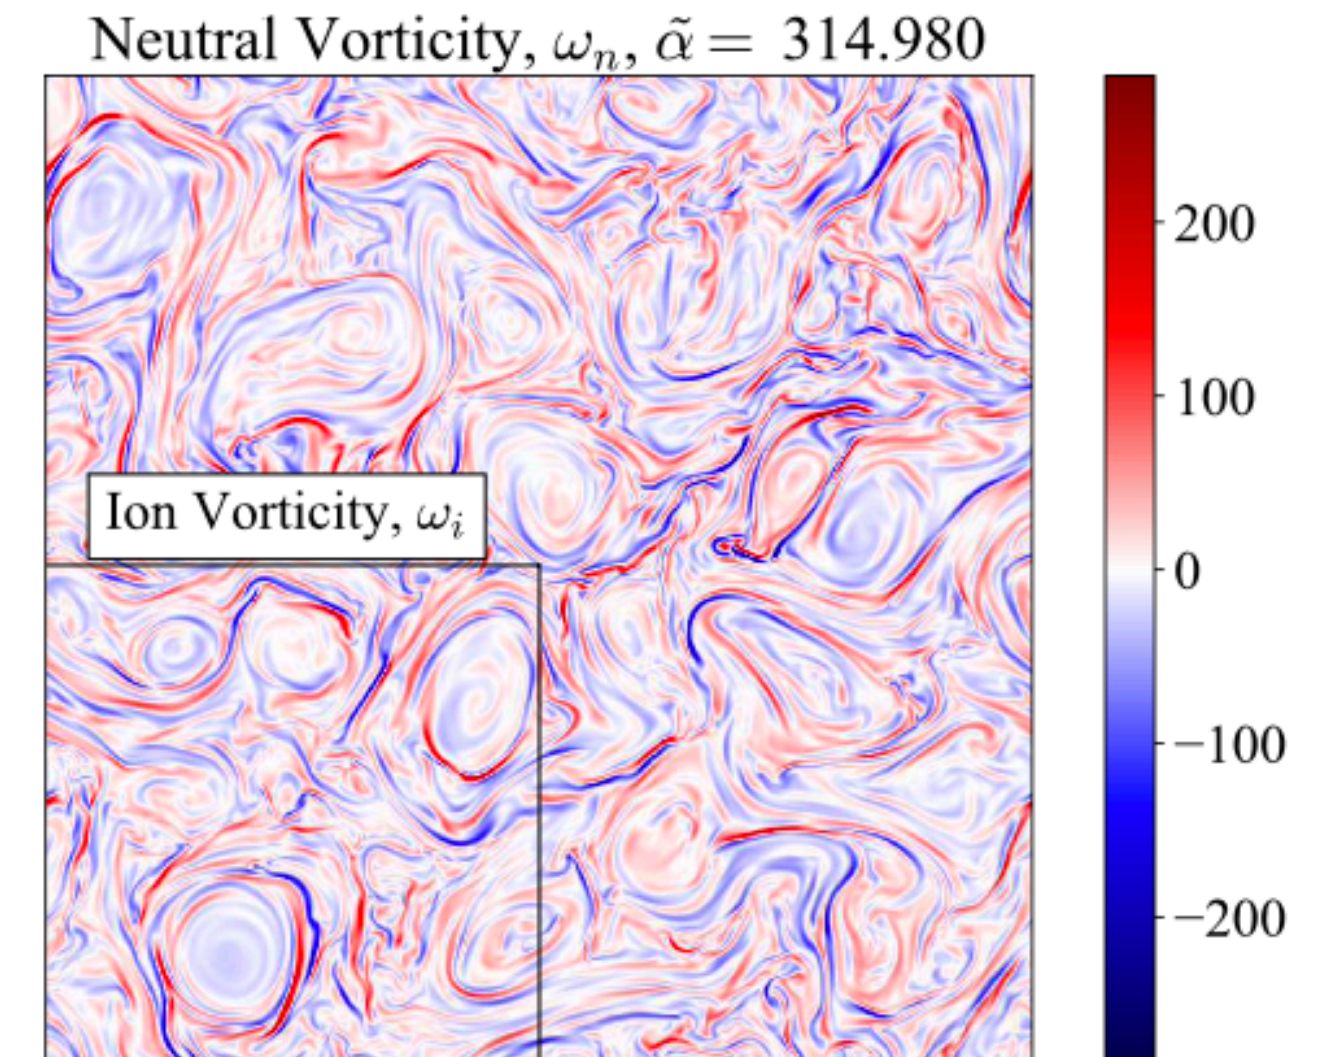 Neutral Vorticity, ωₙ, α̃ = 314.980
200
100
Ion Vorticity, ωᵢ
0
−100
−200